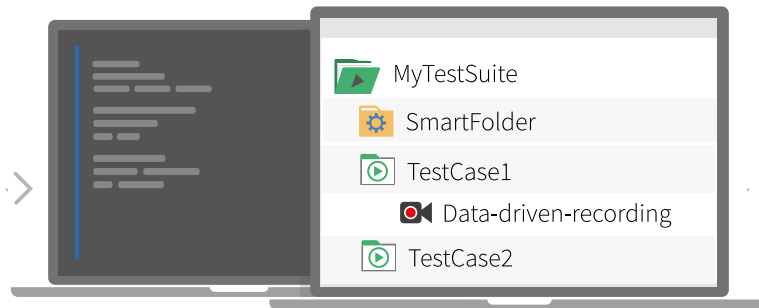 MyTestSuite
SmartFolder
TestCase1
Data-driven-recording
TestCase2